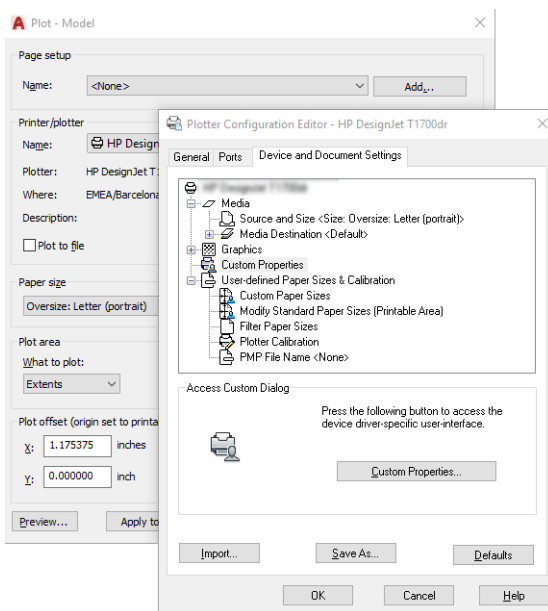 Plot - Model
Page setup
Name:
<None>
Add...
Printer/plotter
Name:
HP Design
Plotter:
HP DesignJet T
Where:
EMEA/Barcelona
Description:
Plot to file
Paper size
Oversize: Letter (portrait)
Plot area
What to plot:
Extents
Plot offset (origin set to printa
X:
1.175375
inches
Y:
0.000000
inch
Preview...
Apply to
Plotter Configuration Editor - HP DesignJet T1700dr
General
Ports
Device and Document Settings
Media
Source and Size <Size: Oversize: Letter (portrait)>
Media Destination <Default>
Graphics
Custom Properties
User-defined Paper Sizes & Calibration
Custom Paper Sizes
Modify Standard Paper Sizes (Printable Area)
Filter Paper Sizes
Plotter Calibration
PMP File Name <None>
Access Custom Dialog
Press the following button to access the
device driver-specific user-interface.
Custom Properties...
Import...
Save As...
Defaults
OK
Cancel
Help